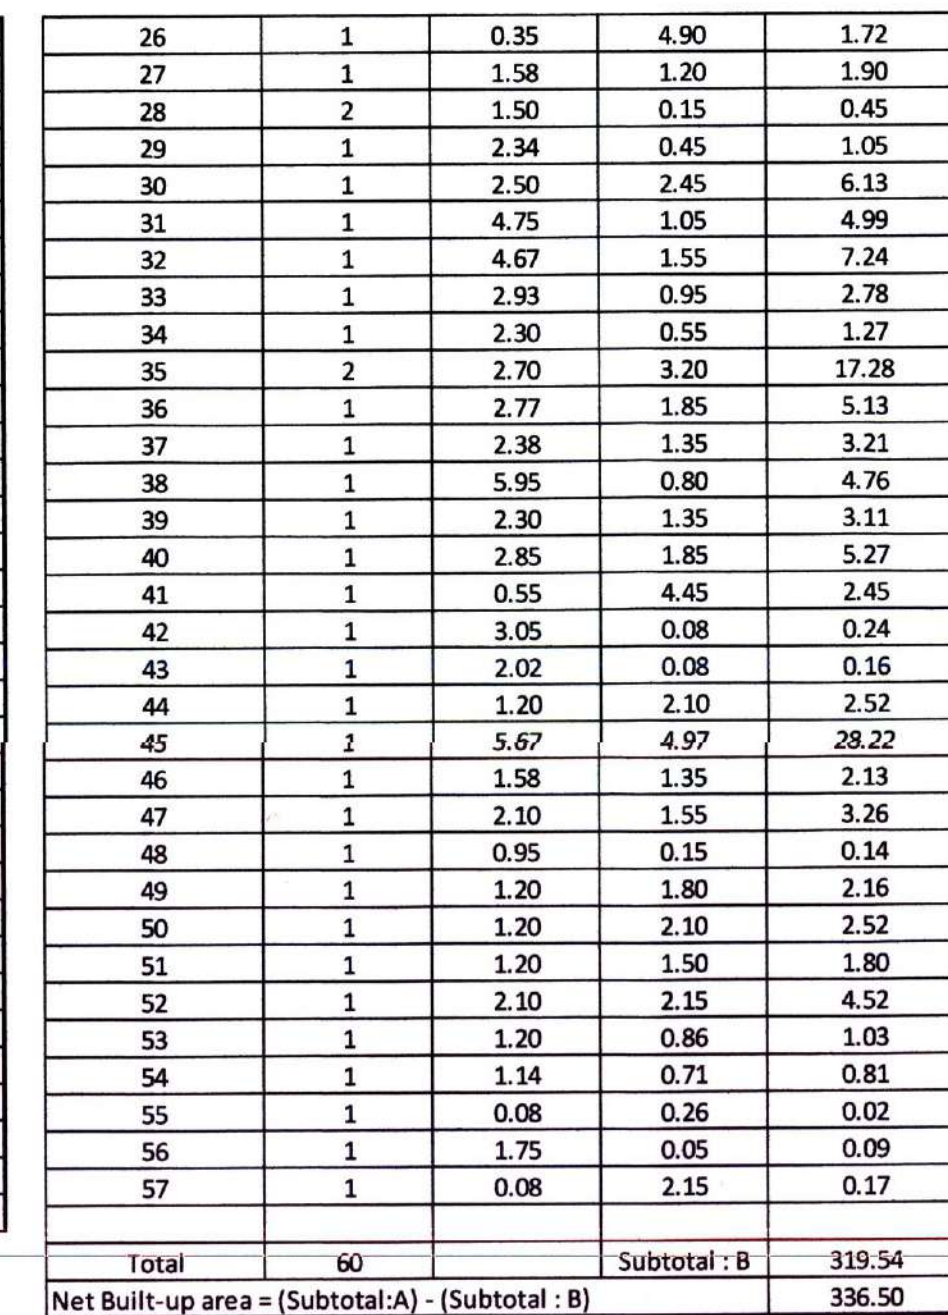 26 1 0.35 4.90 1.72
27 1 1.58 1.20 1.90
28 2 1.50 0.15 0.45
29 1 2.34 0.45 1.05
30 1 2.50 2.45 6.13
31 1 4.75 1.05 4.99
32 1 4.67 1.55 7.24
33 1 2.93 0.95 2.78
34 1 2.30 0.55 1.27
35 2 2.70 3.20 17.28
36 1 2.77 1.85 5.13
37 1 2.38 1.35 3.21
38 1 5.95 0.80 4.76
39 1 2.30 1.35 3.11
40 1 2.85 1.85 5.27
41 1 0.55 4.45 2.45
42 1 3.05 0.08 0.24
43 1 2.02 0.08 0.16
44 1 1.20 2.10 2.52
45 1 5.67 4.97 28.22
46 1 1.58 1.35 2.13
47 1 2.10 1.55 3.26
48 1 0.95 0.15 0.14
49 1 1.20 1.80 2.16
50 1 1.20 2.10 2.52
51 1 1.20 1.50 1.80
52 1 2.10 2.15 4.52
53 1 1.20 0.86 1.03
54 1 1.14 0.71 0.81
55 1 0.08 0.26 0.02
56 1 1.75 0.05 0.09
57 1 0.08 2.15 0.17
Total 60 Subtotal : B 319.54
Net Built-up area = (Subtotal:A) - (Subtotal : B) 336.50